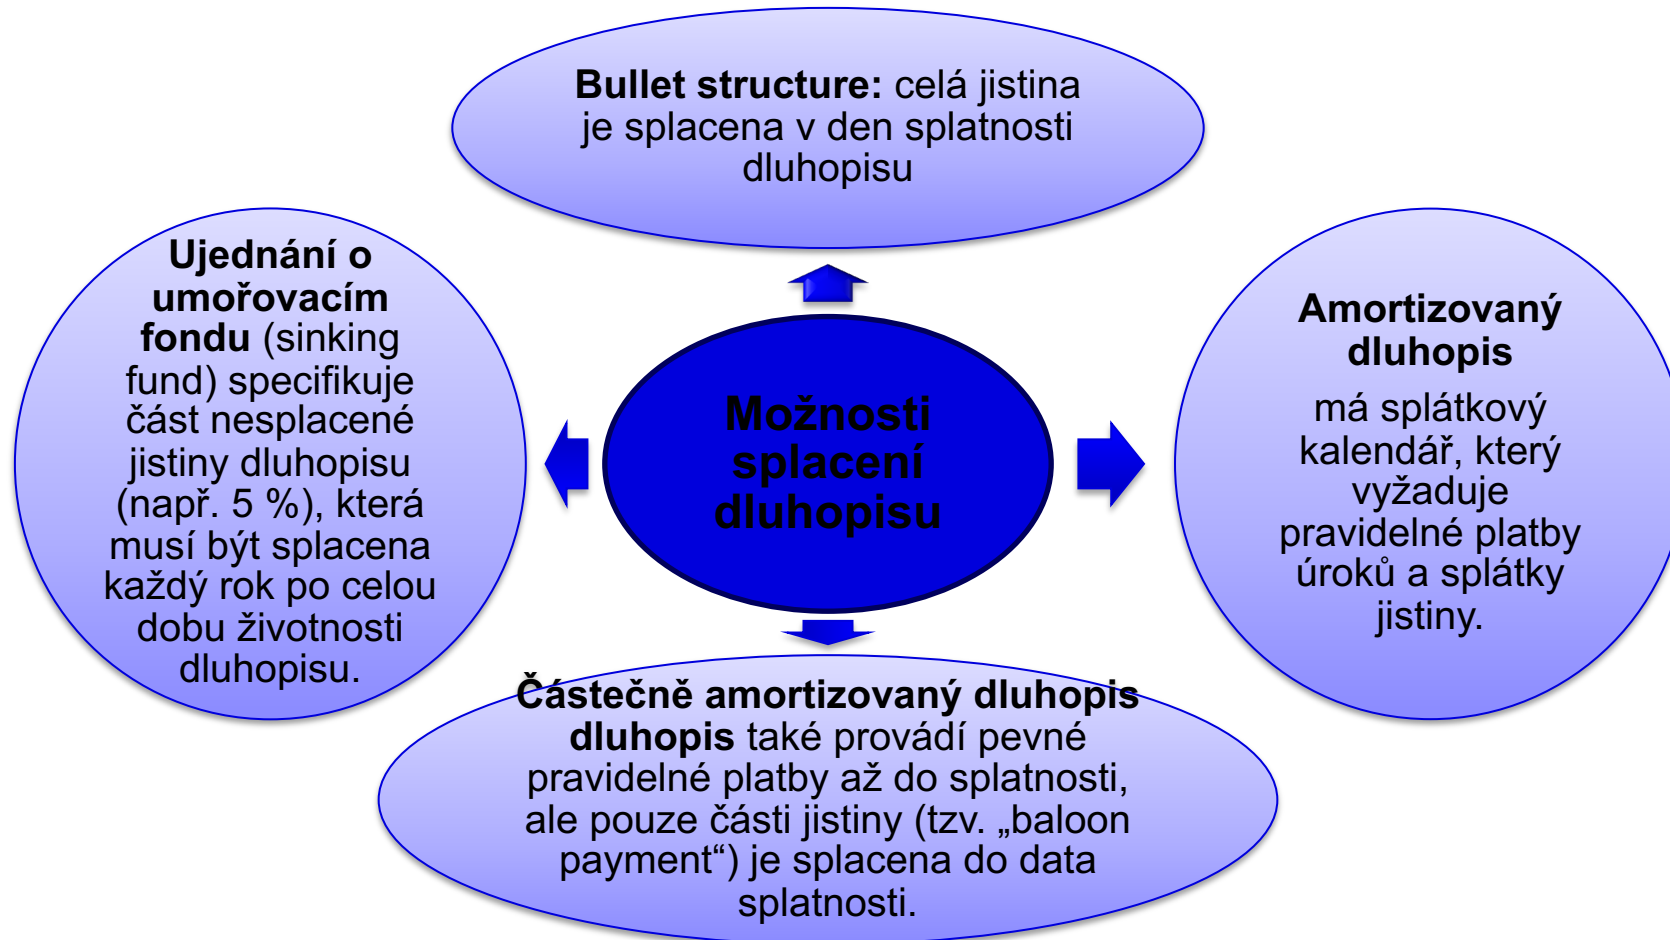 Bullet structure: celá jistina
je splacena v den splatnosti
dluhopisu
Ujednání o
umořovacím
fondu (sinking
fund) specifikuje
část nesplacené
jistiny dluhopisu
(např. 5 %), která
musí být splacena
každý rok po celou
dobu životnosti
dluhopisu.
Možnosti
splacení
dluhopisu
Amortizovaný
dluhopis
má splátkový
kalendář, který
vyžaduje
pravidelné platby
úroků a splátky
jistiny.
Částečně amortizovaný dluhopis
dluhopis také provádí pevné
pravidelné platby až do splatnosti,
ale pouze části jistiny (tzv. „baloon
payment“) je splacena do data
splatnosti.